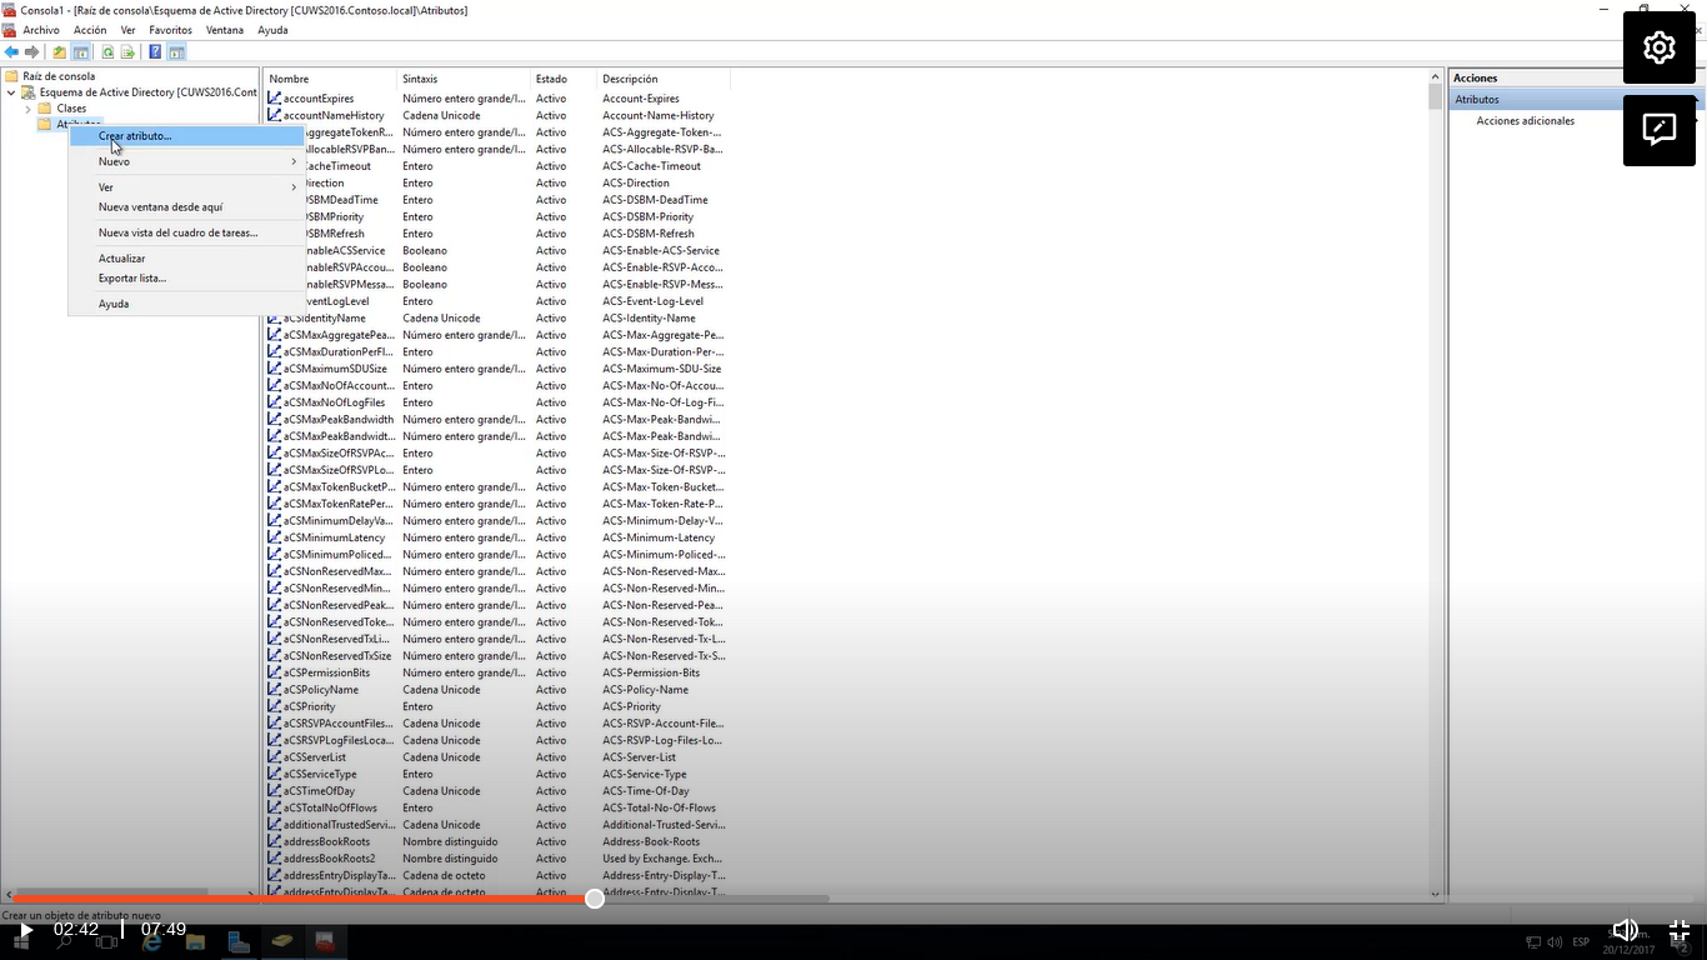 Consola1 - [Raíz de consola\Esquema de Active Directory [CUWS2016.Contoso.local]\Atributos]
Archivo Acción Ver Favoritos Ventana Ayuda
Raíz de consola
Esquema de Active Directory [CUWS2016.Cont
Clases
Crear atributo...
Nuevo
Ver
Nueva ventana desde aquí
Nueva vista del cuadro de tareas...
Actualizar
Exportar lista...
Ayuda
Nombre Sintaxis Estado Descripción
accountExpires Número entero grande/I... Activo Account-Expires
accountNameHistory Cadena Unicode Activo Account-Name-History
AggregateTokenR... Número entero grande/I... Activo ACS-Aggregate-Token-...
AllocableRSVPBan... Número entero grande/I... Activo ACS-Allocable-RSVP-Ba...
CacheTimeout Entero Activo ACS-Cache-Timeout
Direction Entero Activo ACS-Direction
DSBMDeadTime Entero Activo ACS-DSBM-DeadTime
DSBMPriority Entero Activo ACS-DSBM-Priority
DSBMRefresh Entero Activo ACS-DSBM-Refresh
nableACSService Booleano Activo ACS-Enable-ACS-Service
nableRSVPAccou... Booleano Activo ACS-Enable-RSVP-Acco...
nableRSVPMessa... Booleano Activo ACS-Enable-RSVP-Mess...
ventLogLevel Entero Activo ACS-Event-Log-Level
aCSIdentityName Cadena Unicode Activo ACS-Identity-Name
aCSMaxAggregatePea... Número entero grande/I... Activo ACS-Max-Aggregate-Pe...
aCSMaxDurationPerFl... Entero Activo ACS-Max-Duration-Per-...
aCSMaximumSDUSize Número entero grande/I... Activo ACS-Maximum-SDU-Size
aCSMaxNoOfAccount... Entero Activo ACS-Max-No-Of-Accou...
aCSMaxNoOfLogFiles Entero Activo ACS-Max-No-Of-Log-Fi...
aCSMaxPeakBandwidth Número entero grande/I... Activo ACS-Max-Peak-Bandwi...
aCSMaxPeakBandwidt... Número entero grande/I... Activo ACS-Max-Peak-Bandwi...
aCSMaxSizeOfRSVPAc... Entero Activo ACS-Max-Size-Of-RSVP-...
aCSMaxSizeOfRSVPLo... Entero Activo ACS-Max-Size-Of-RSVP-...
aCSMaxTokenBucketP... Número entero grande/I... Activo ACS-Max-Token-Bucket...
aCSMaxTokenRatePer... Número entero grande/I... Activo ACS-Max-Token-Rate-P...
aCSMinimumDelayVa... Número entero grande/I... Activo ACS-Minimum-Delay-V...
aCSMinimumLatency Número entero grande/I... Activo ACS-Minimum-Latency
aCSMinimumPoliced... Número entero grande/I... Activo ACS-Minimum-Policed-...
aCSNonReservedMax... Número entero grande/I... Activo ACS-Non-Reserved-Max...
aCSNonReservedMin... Número entero grande/I... Activo ACS-Non-Reserved-Min...
aCSNonReservedPeak... Número entero grande/I... Activo ACS-Non-Reserved-Pea...
aCSNonReservedToke... Número entero grande/I... Activo ACS-Non-Reserved-Tok...
aCSNonReservedTxLi... Número entero grande/I... Activo ACS-Non-Reserved-Tx-L...
aCSNonReservedTxSize Número entero grande/I... Activo ACS-Non-Reserved-Tx-S...
aCSPermissionBits Número entero grande/I... Activo ACS-Permission-Bits
aCSPolicyName Cadena Unicode Activo ACS-Policy-Name
aCSPriority Entero Activo ACS-Priority
aCSRSVPAccountFiles... Cadena Unicode Activo ACS-RSVP-Account-File...
aCSRSVPLogFilesLoca... Cadena Unicode Activo ACS-RSVP-Log-Files-Lo...
aCSServerList Cadena Unicode Activo ACS-Server-List
aCSServiceType Entero Activo ACS-Service-Type
aCSTimeOfDay Cadena Unicode Activo ACS-Time-Of-Day
aCSTotalNoOfFlows Entero Activo ACS-Total-No-Of-Flows
additionalTrustedServi... Cadena Unicode Activo Additional-Trusted-Servi...
addressBookRoots Nombre distinguido Activo Address-Book-Roots
addressBookRoots2 Nombre distinguido Activo Used by Exchange. Exch...
addressEntryDisplayTa... Cadena de octeto Activo Address-Entry-Display-T...
addressEntryDisplayTa... Cadena de octeto Activo Address-Entry-Display-T...
Acciones
Atributos
Acciones adicionales
Crear un objeto de atributo nuevo
02:42 07:49
ESP
20/12/2017